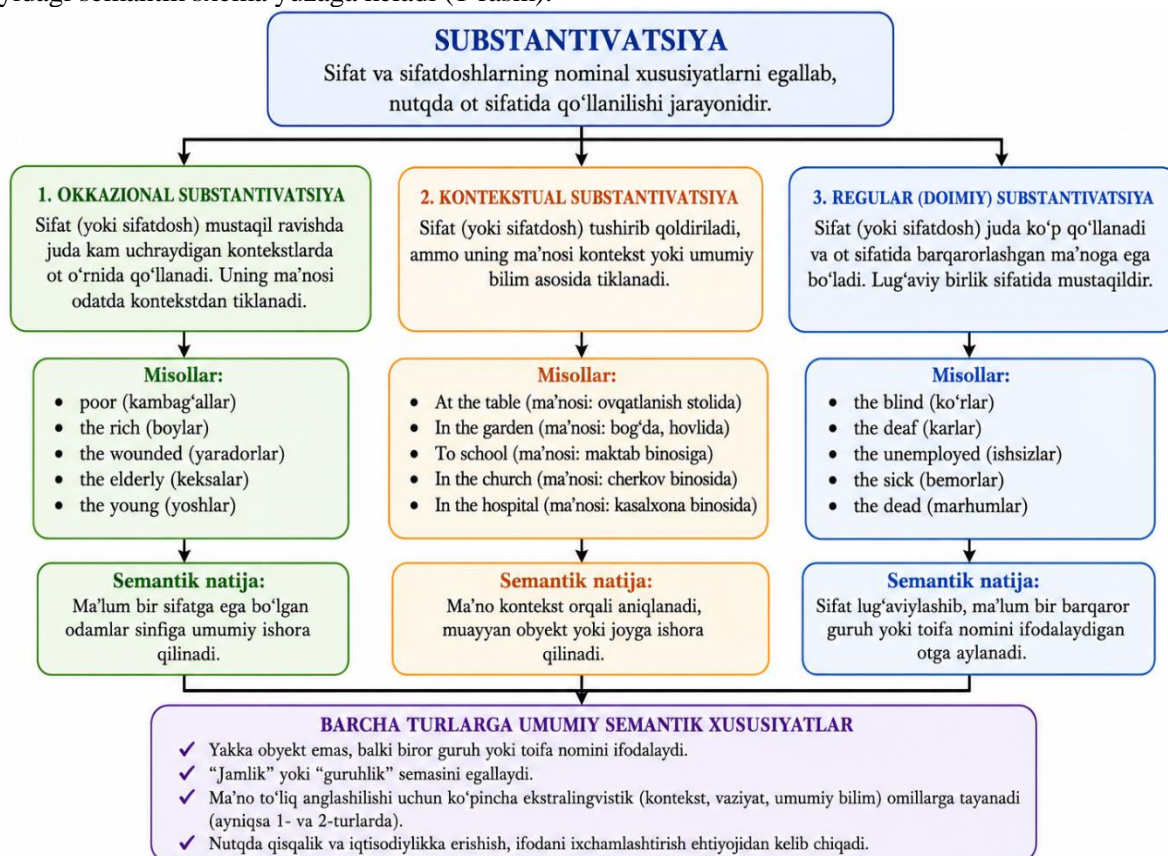 yidagi semantik sxema yuzaga keladi (1-rasm).
SUBSTANTIVATSIYA
Sifat va sifatdoshlarning nominal xususiyatlarni egallab,
nutqda ot sifatida qo‘llanilishi jarayonidir.
1. OKKAZIONAL SUBSTANTIVATSIYA
Sifat (yoki sifatdosh) mustaqil ravishda
juda kam uchraydigan kontekstlarda
ot o‘rnida qo‘llanadi. Uning ma’nosi
odatda kontekstdan tiklanadi.
Misollar:
• poor (kambag‘allar)
• the rich (boylar)
• the wounded (yaradorlar)
• the elderly (keksalar)
• the young (yoshlar)
Semantik natija:
Ma’lum bir sifatga ega bo‘lgan
odamlar sinfiga umumiy ishora
qilinadi.
2. KONTEKSTUAL SUBSTANTIVATSIYA
Sifat (yoki sifatdosh) tushirib qoldiriladi,
ammo uning ma’nosi kontekst yoki umumiy
bilim asosida tiklanadi.
Misollar:
• At the table (ma’nosi: ovqatlanish stolida)
• In the garden (ma’nosi: bog‘da, hovlida)
• To school (ma’nosi: maktab binosiga)
• In the church (ma’nosi: cherkov binosida)
• In the hospital (ma’nosi: kasalxona binosida)
Semantik natija:
Ma’no kontekst orqali aniqlanadi,
muayyan obyekt yoki joyga ishora
qilinadi.
3. REGULAR (DOIMIY) SUBSTANTIVATSIYA
Sifat (yoki sifatdosh) juda ko‘p qo‘llanadi
va ot sifatida barqarorlashgan ma’noga ega
bo‘ladi. Lug‘aviy birlik sifatida mustaqildir.
Misollar:
• the blind (ko‘rlar)
• the deaf (karlar)
• the unemployed (ishsizlar)
• the sick (bemorlar)
• the dead (marhumlar)
Semantik natija:
Sifat lug‘aviylashib, ma’lum bir barqaror
guruh yoki toifa nomini ifodalaydigan
otga aylanadi.
BARCHA TURLARGA UMUMIY SEMANTIK XUSUSIYATLAR
✓ Yakka obyekt emas, balki biror guruh yoki toifa nomini ifodalaydi.
✓ “Jamlik” yoki “guruhlik” semasini egallaydi.
✓ Ma’no to‘liq anglashilishi uchun ko‘pincha ekstralingvistik (kontekst, vaziyat, umumiy bilim) omillarga tayanadi
(ayniqsa 1- va 2-turlarda).
✓ Nutqda qisqalik va iqtisodiylikka erishish, ifodani ixchamlashtirish ehtiyojidan kelib chiqadi.